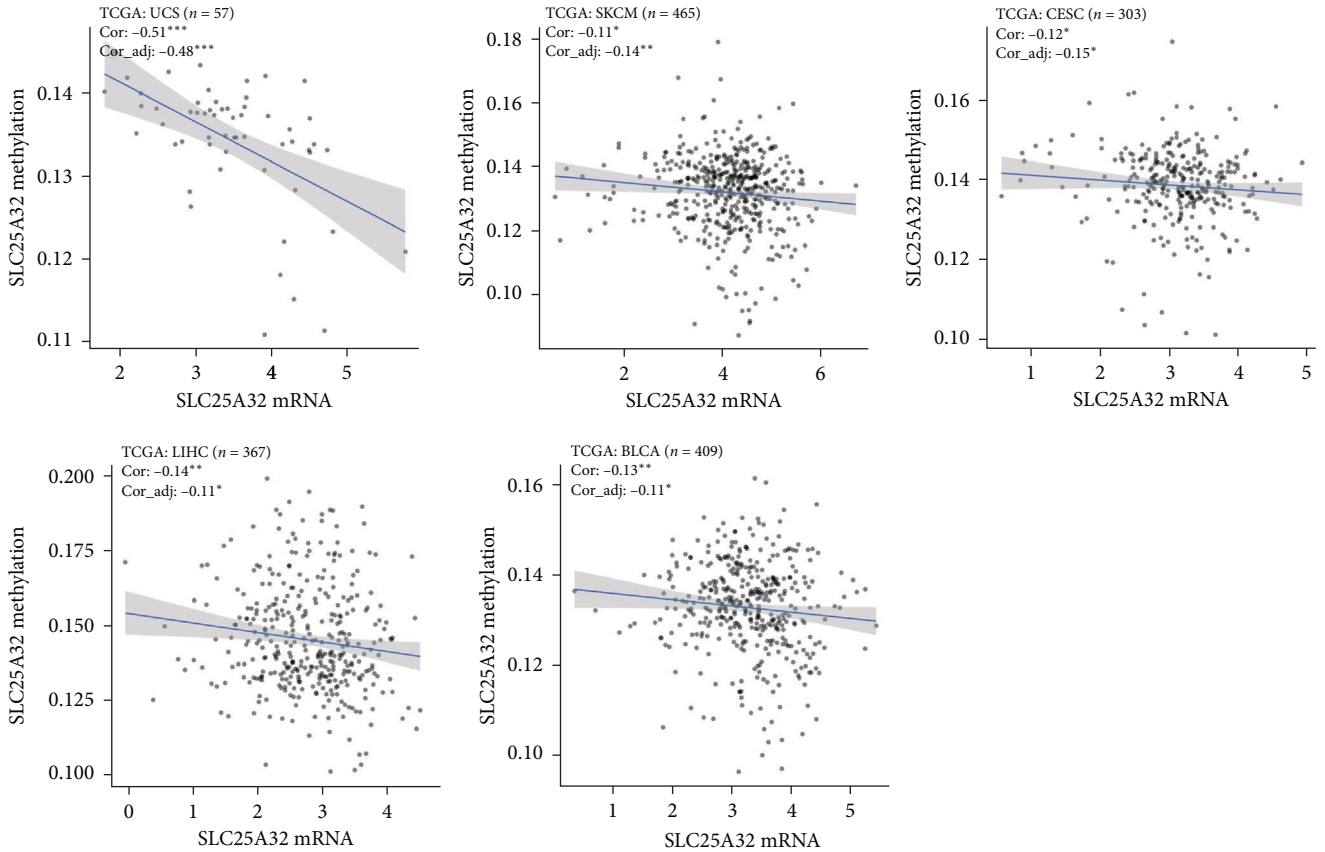 TCGA: UCS (n = 57)
Cor: –0.51***
Cor_adj: –0.48***
0.14
0.13
0.12
0.11
SLC25A32 methylation
2 3 4 5
SLC25A32 mRNA
TCGA: SKCM (n = 465)
Cor: –0.11*
Cor_adj: –0.14**
0.18
0.16
0.14
0.12
0.10
SLC25A32 methylation
2 4 6
SLC25A32 mRNA
TCGA: CESC (n = 303)
Cor: –0.12*
Cor_adj: –0.15*
0.16
0.14
0.12
0.10
SLC25A32 methylation
1 2 3 4 5
SLC25A32 mRNA
TCGA: LIHC (n = 367)
Cor: –0.14**
Cor_adj: –0.11*
0.200
0.175
0.150
0.125
0.100
SLC25A32 methylation
0 1 2 3 4
SLC25A32 mRNA
TCGA: BLCA (n = 409)
Cor: –0.13**
Cor_adj: –0.11*
0.16
0.14
0.12
0.10
SLC25A32 methylation
1 2 3 4 5
SLC25A32 mRNA